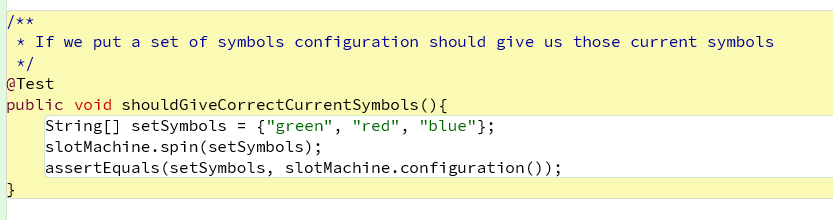 /**
 * If we put a set of symbols configuration should give us those current symbols
 */
@Test
public void shouldGiveCorrectCurrentSymbols(){
    String[] setSymbols = {"green", "red", "blue"};
    slotMachine.spin(setSymbols);
    assertEquals(setSymbols, slotMachine.configuration());
}